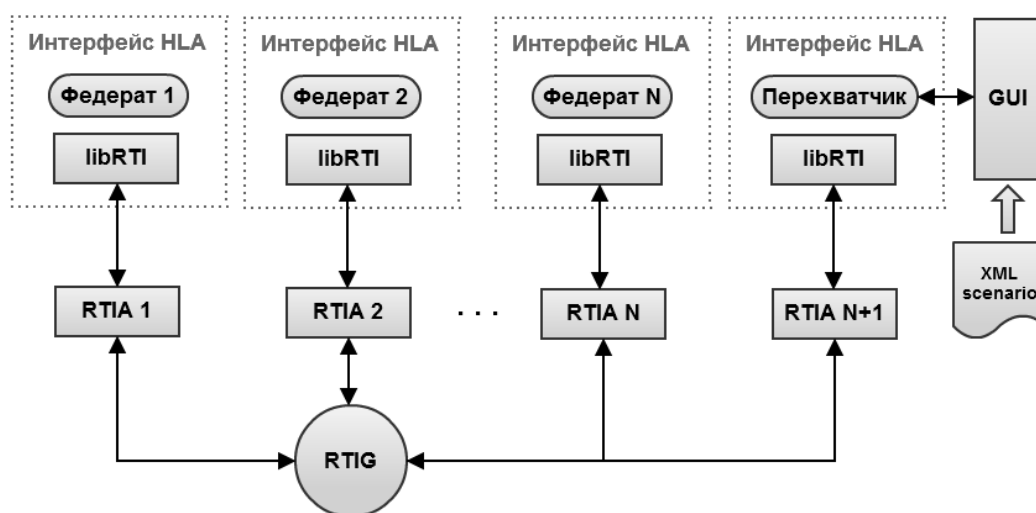 Интерфейс HLA
Интерфейс HLA
Интерфейс HLA
Интерфейс HLA
Федерат 1
Федерат 2
Федерат N
Перехватчик
GUI
libRTI
libRTI
libRTI
libRTI
XML
scenario
RTIA 1
RTIA 2
. . .
RTIA N
RTIA N+1
RTIG